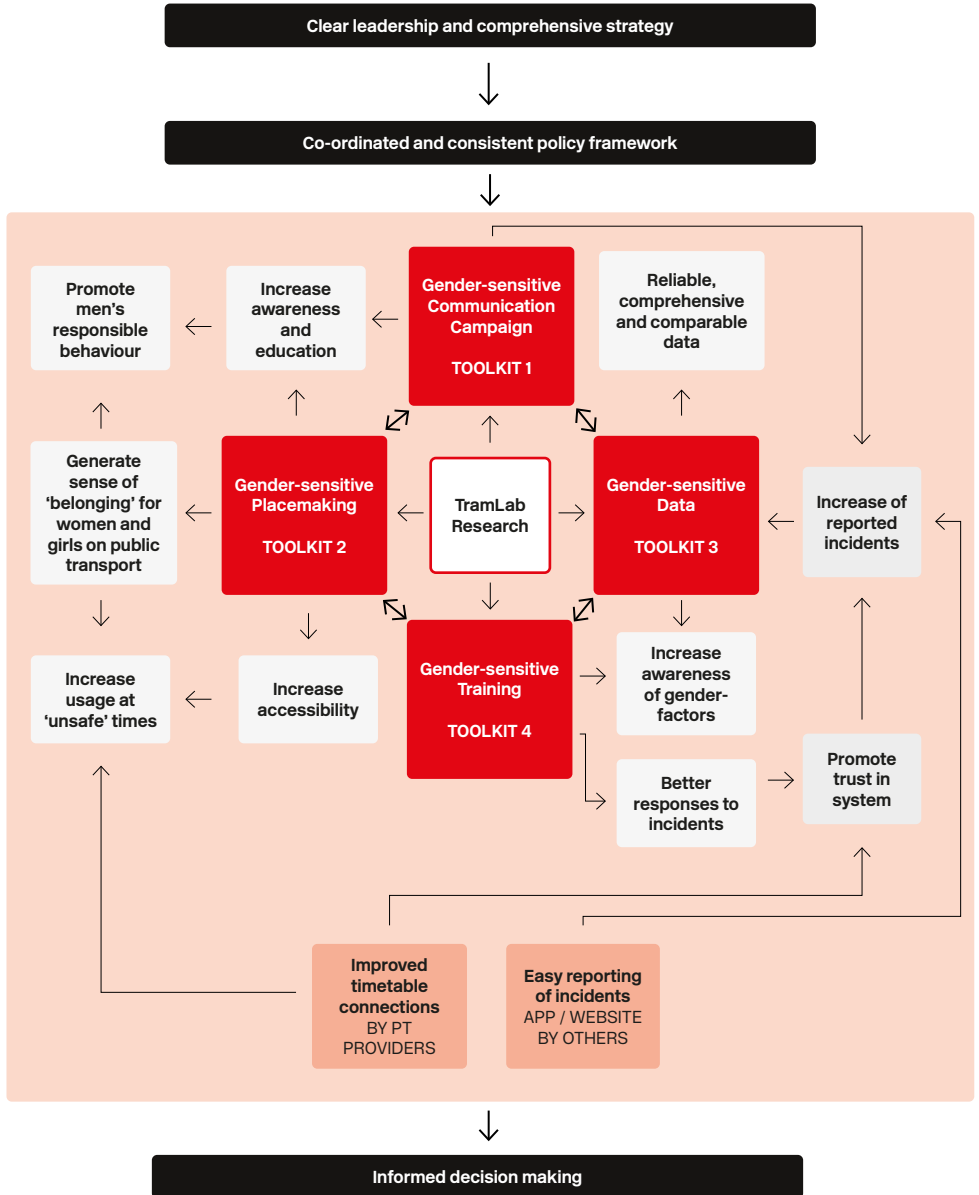 Clear leadership and comprehensive strategy
Co-ordinated and consistent policy framework
Promote
men’s
responsible
behaviour
Increase
awareness
and
education
Gender-sensitive
Communication
Campaign
TOOLKIT 1
Reliable,
comprehensive
and comparable
data
Generate
sense of
‘belonging’ for
women and
girls on public
transport
Gender-sensitive
Placemaking
TOOLKIT 2
TramLab
Research
Gender-sensitive
Data
TOOLKIT 3
Increase of
reported
incidents
Increase
usage at
‘unsafe’ times
Increase
accessibility
Gender-sensitive
Training
TOOLKIT 4
Increase
awareness
of gender-
factors
Better
responses to
incidents
Promote
trust in
system
Improved
timetable
connections
BY PT
PROVIDERS
Easy reporting
of incidents
APP / WEBSITE
BY OTHERS
Informed decision making